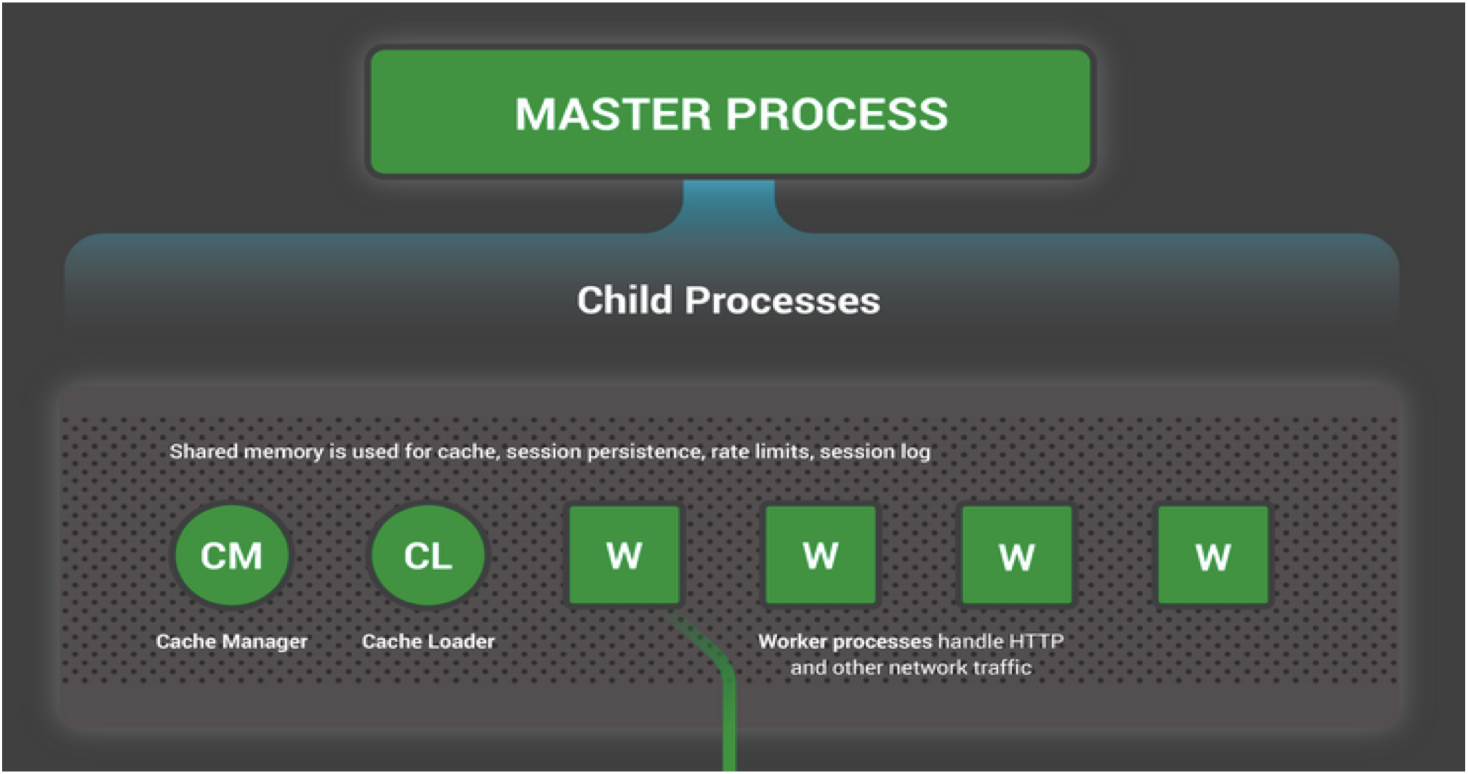 MASTER PROCESS
Child Processes
Shared memory is used for cache, session persistence, rate limits, session log
CM
CL
W
W
W
W
Cache Manager
Cache Loader
Worker processes handle HTTP
and other network traffic